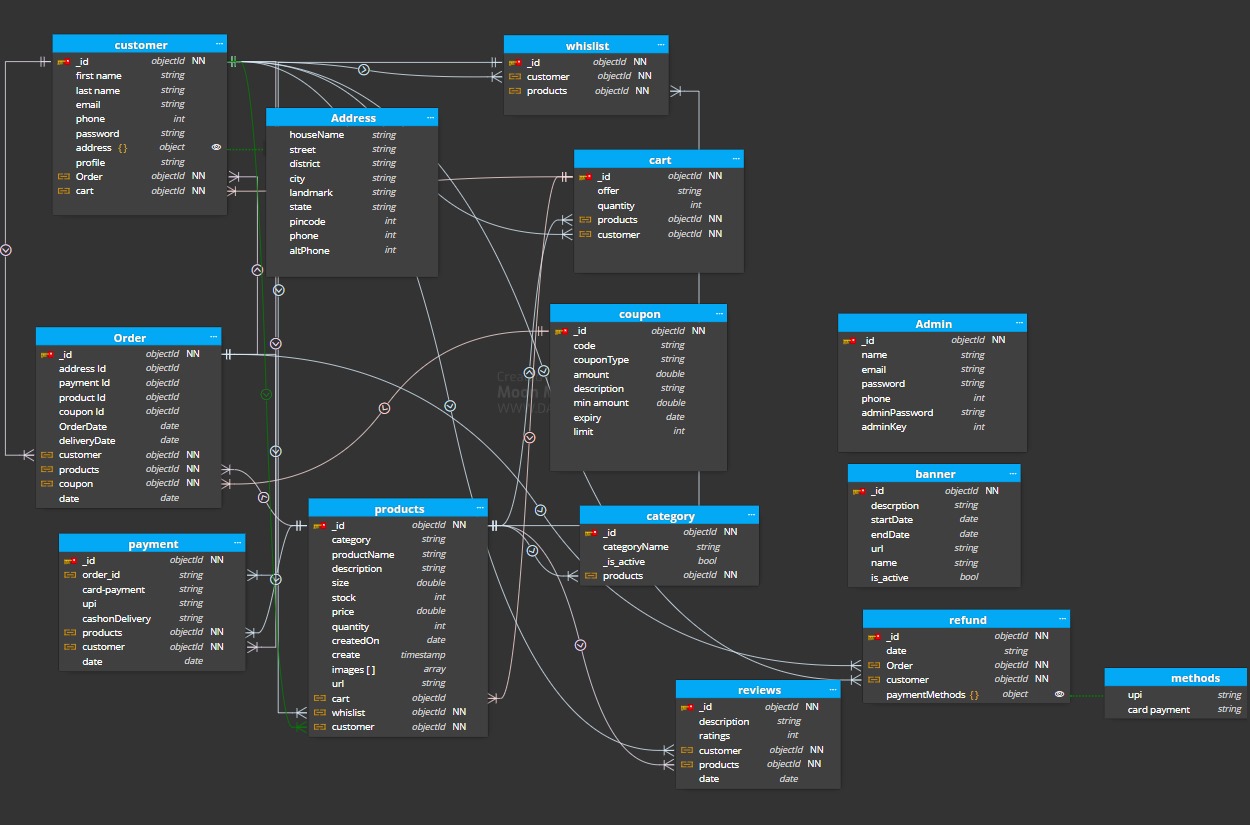 customer ...
_id objectId NN
first name string
last name string
email string
phone int
password string
address { } object
profile string
Order objectId NN
cart objectId NN
whislist ...
_id objectId NN
customer objectId NN
products objectId NN
Address ...
houseName string
street string
district string
city string
landmark string
state string
pincode int
phone int
altPhone int
cart ...
_id objectId NN
offer string
quantity int
products objectId NN
customer objectId NN
Order ...
_id objectId NN
address Id objectId
payment Id objectId
product Id objectId
coupon Id objectId
OrderDate date
deliveryDate date
customer objectId NN
products objectId NN
coupon objectId NN
date date
coupon ...
_id objectId NN
code string
couponType string
amount double
description string
min amount double
expiry date
limit int
Admin ...
_id objectId NN
name string
email string
password string
phone int
adminPassword string
adminKey int
banner ...
_id objectId NN
descrption string
startDate date
endDate date
url string
name string
is_active bool
payment ...
_id objectId NN
order_id string
card-payment string
upi string
cashonDelivery string
products objectId NN
customer objectId NN
date date
products ...
_id objectId NN
category string
productName string
description string
size double
stock int
price double
quantity int
createdOn date
create timestamp
images [ ] array
url string
cart objectId
whislist objectId NN
customer objectId NN
category ...
_id objectId NN
categoryName string
_is_active bool
products objectId NN
refund ...
_id objectId NN
date string
Order objectId NN
customer objectId NN
paymentMethods { } object
methods
upi string
card payment string
reviews ...
_id objectId NN
description string
ratings int
customer objectId NN
products objectId NN
date date